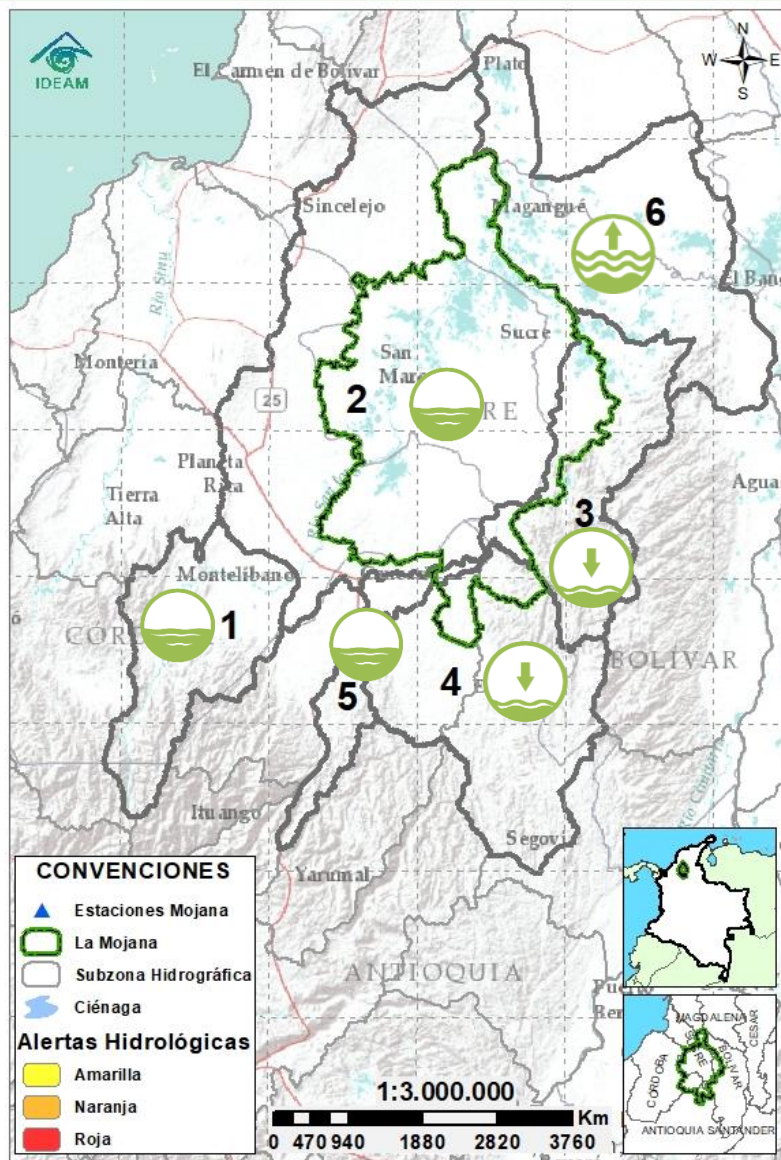 IDEAM
N
W E
S
El Carmen de Bolívar
Plato
Sincelejo
Magangué
6
Río Sinú
El Banc
Sucre
Montería
San
Marc
2
RE
25
Planeta
Rica
Tierra
Alta
Agua
3
Montelíbano
1
BOLIVAR
5
4
Ituango
Segovi
Yarumal
ANTIOQUIA
CONVENCIONES
Estaciones Mojana
La Mojana
Subzona Hidrográfica
Ciénaga
Alertas Hidrológicas
Amarilla
Naranja
Roja
1:3.000.000
Km
0 470 940 1880 2820 3760
MAGDALENA
CESAR
BOLIVAR
CORDOBA
ANTIOQUIA SANTANDER